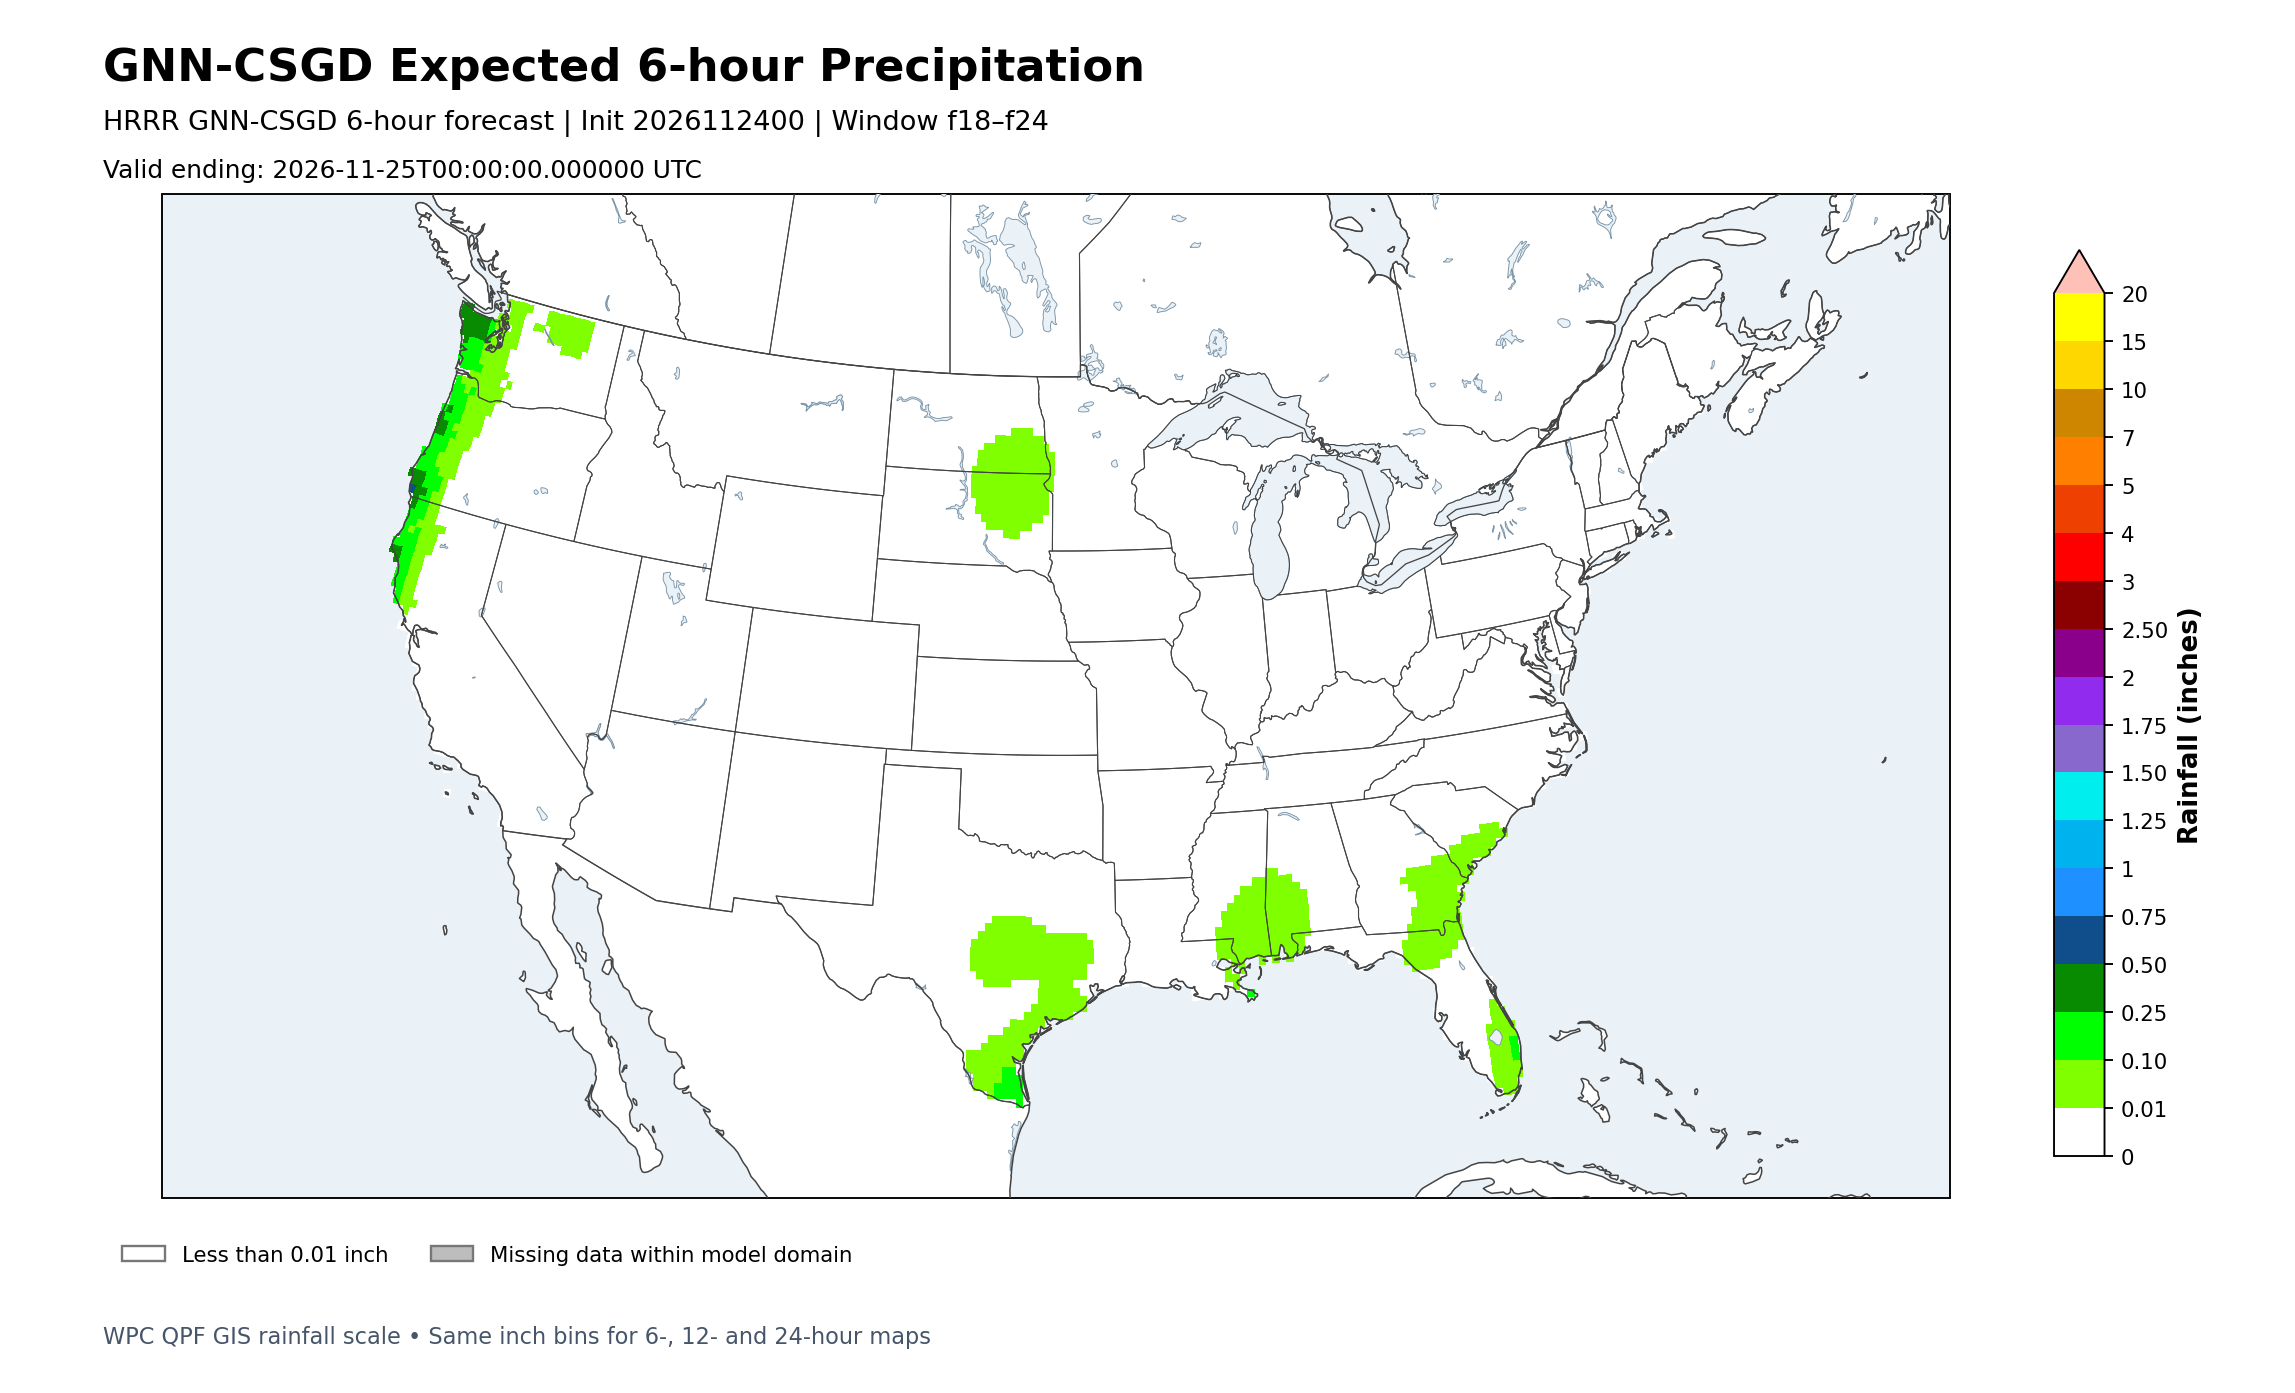 GNN-CSGD Expected 6-hour Precipitation
HRRR GNN-CSGD 6-hour forecast | Init 2026112400 | Window f18–f24
Valid ending: 2026-11-25T00:00:00.000000 UTC
20
15
10
7
5
4
3
2.50
2
1.75
1.50
1.25
1
0.75
0.50
0.25
0.10
0.01
0
Rainfall (inches)
Less than 0.01 inch
Missing data within model domain
WPC QPF GIS rainfall scale • Same inch bins for 6-, 12- and 24-hour maps